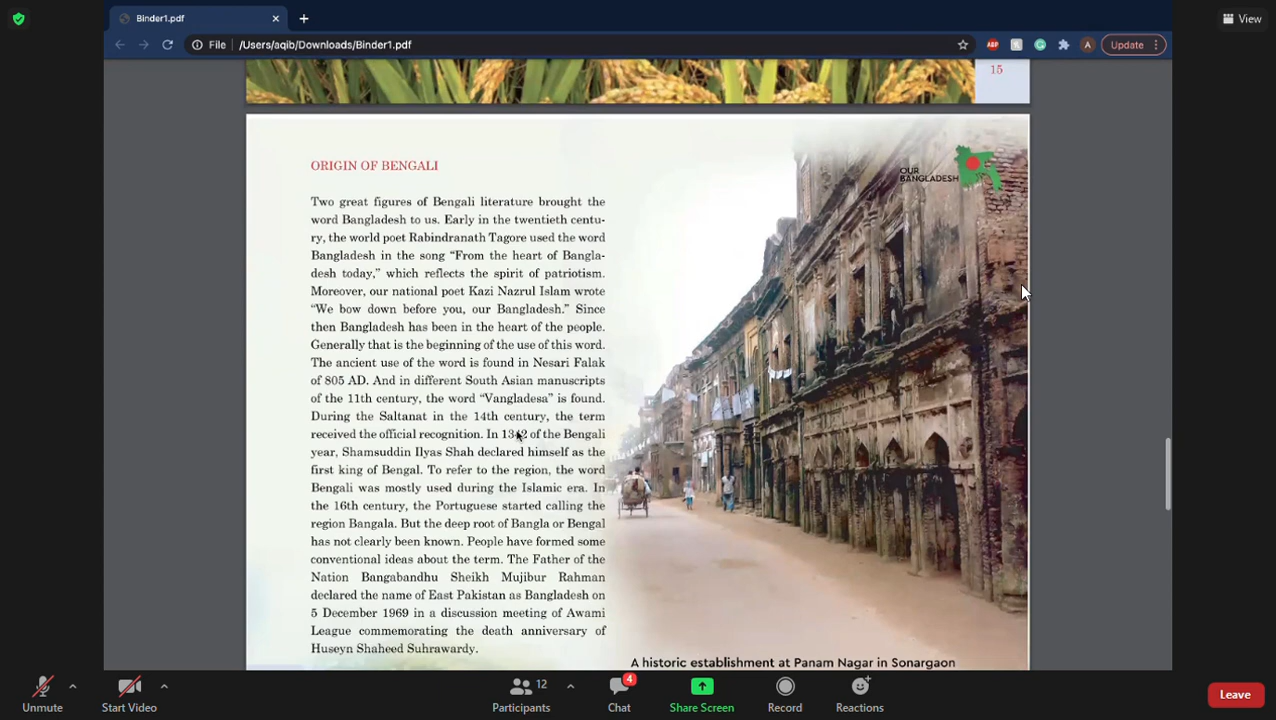 Binder1.pdf
View
File
/Users/aqib/Downloads/Binder1.pdf
ABP
A
Update
15
ORIGIN OF BENGALI
OUR
BANGLADESH
Two great figures of Bengali literature brought the
word Bangladesh to us. Early in the twentieth centu-
ry, the world poet Rabindranath Tagore used the word
Bangladesh in the song “From the heart of Bangla-
desh today,” which reflects the spirit of patriotism.
Moreover, our national poet Kazi Nazrul Islam wrote
“We bow down before you, our Bangladesh.” Since
then Bangladesh has been in the heart of the people.
Generally that is the beginning of the use of this word.
The ancient use of the word is found in Nesari Falak
of 805 AD. And in different South Asian manuscripts
of the 11th century, the word “Vangladesa” is found.
During the Saltanat in the 14th century, the term
received the official recognition. In 1342 of the Bengali
year, Shamsuddin Ilyas Shah declared himself as the
first king of Bengal. To refer to the region, the word
Bengali was mostly used during the Islamic era. In
the 16th century, the Portuguese started calling the
region Bangala. But the deep root of Bangla or Bengal
has not clearly been known. People have formed some
conventional ideas about the term. The Father of the
Nation Bangabandhu Sheikh Mujibur Rahman
declared the name of East Pakistan as Bangladesh on
5 December 1969 in a discussion meeting of Awami
League commemorating the death anniversary of
Huseyn Shaheed Suhrawardy.
A historic establishment at Panam Nagar in Sonargaon
12
4
Unmute
Start Video
Participants
Chat
Share Screen
Record
Reactions
Leave